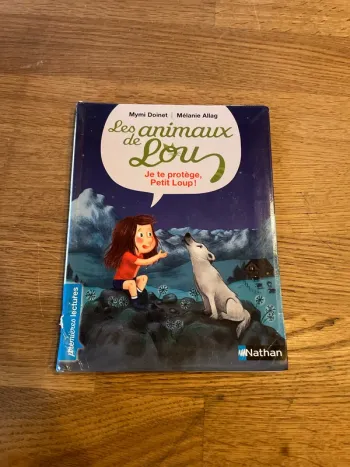 Mymi Doinet | Mélanie Allag
Les animaux
de Lou
Je te protège,
Petit Loup !
premières lectures
Nathan